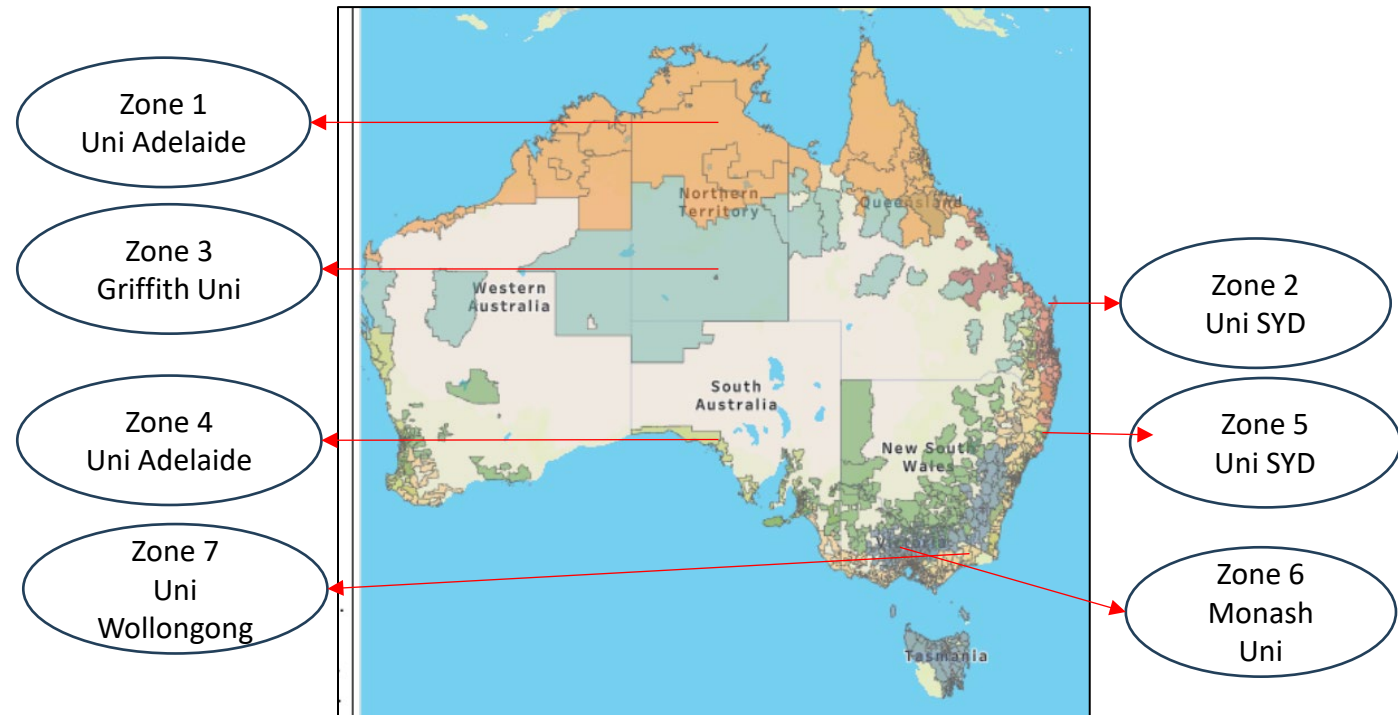 Zone 1
Uni Adelaide
Zone 3
Griffith Uni
Zone 4
Uni Adelaide
Zone 7
Uni
Wollongong
Northern
Territory
Queensland
Western
Australia
South
Australia
New South
Wales
Victoria
Tasmania
Zone 2
Uni SYD
Zone 5
Uni SYD
Zone 6
Monash
Uni